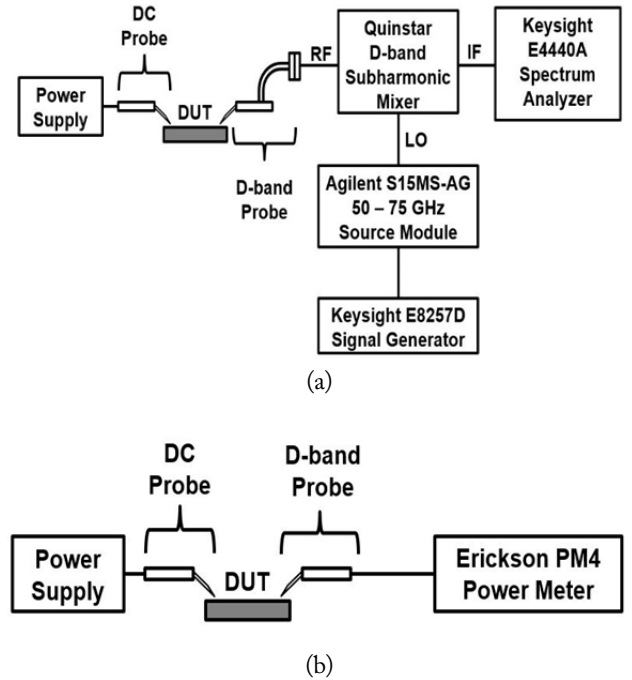 DC
Probe
Power
Supply
DUT
D-band
Probe
RF
Quinstar
D-band
Subharmonic
Mixer
IF
Keysight
E4440A
Spectrum
Analyzer
LO
Agilent S15MS-AG
50 – 75 GHz
Source Module
Keysight E8257D
Signal Generator
(a)
DC
Probe
D-band
Probe
Power
Supply
DUT
Erickson PM4
Power Meter
(b)